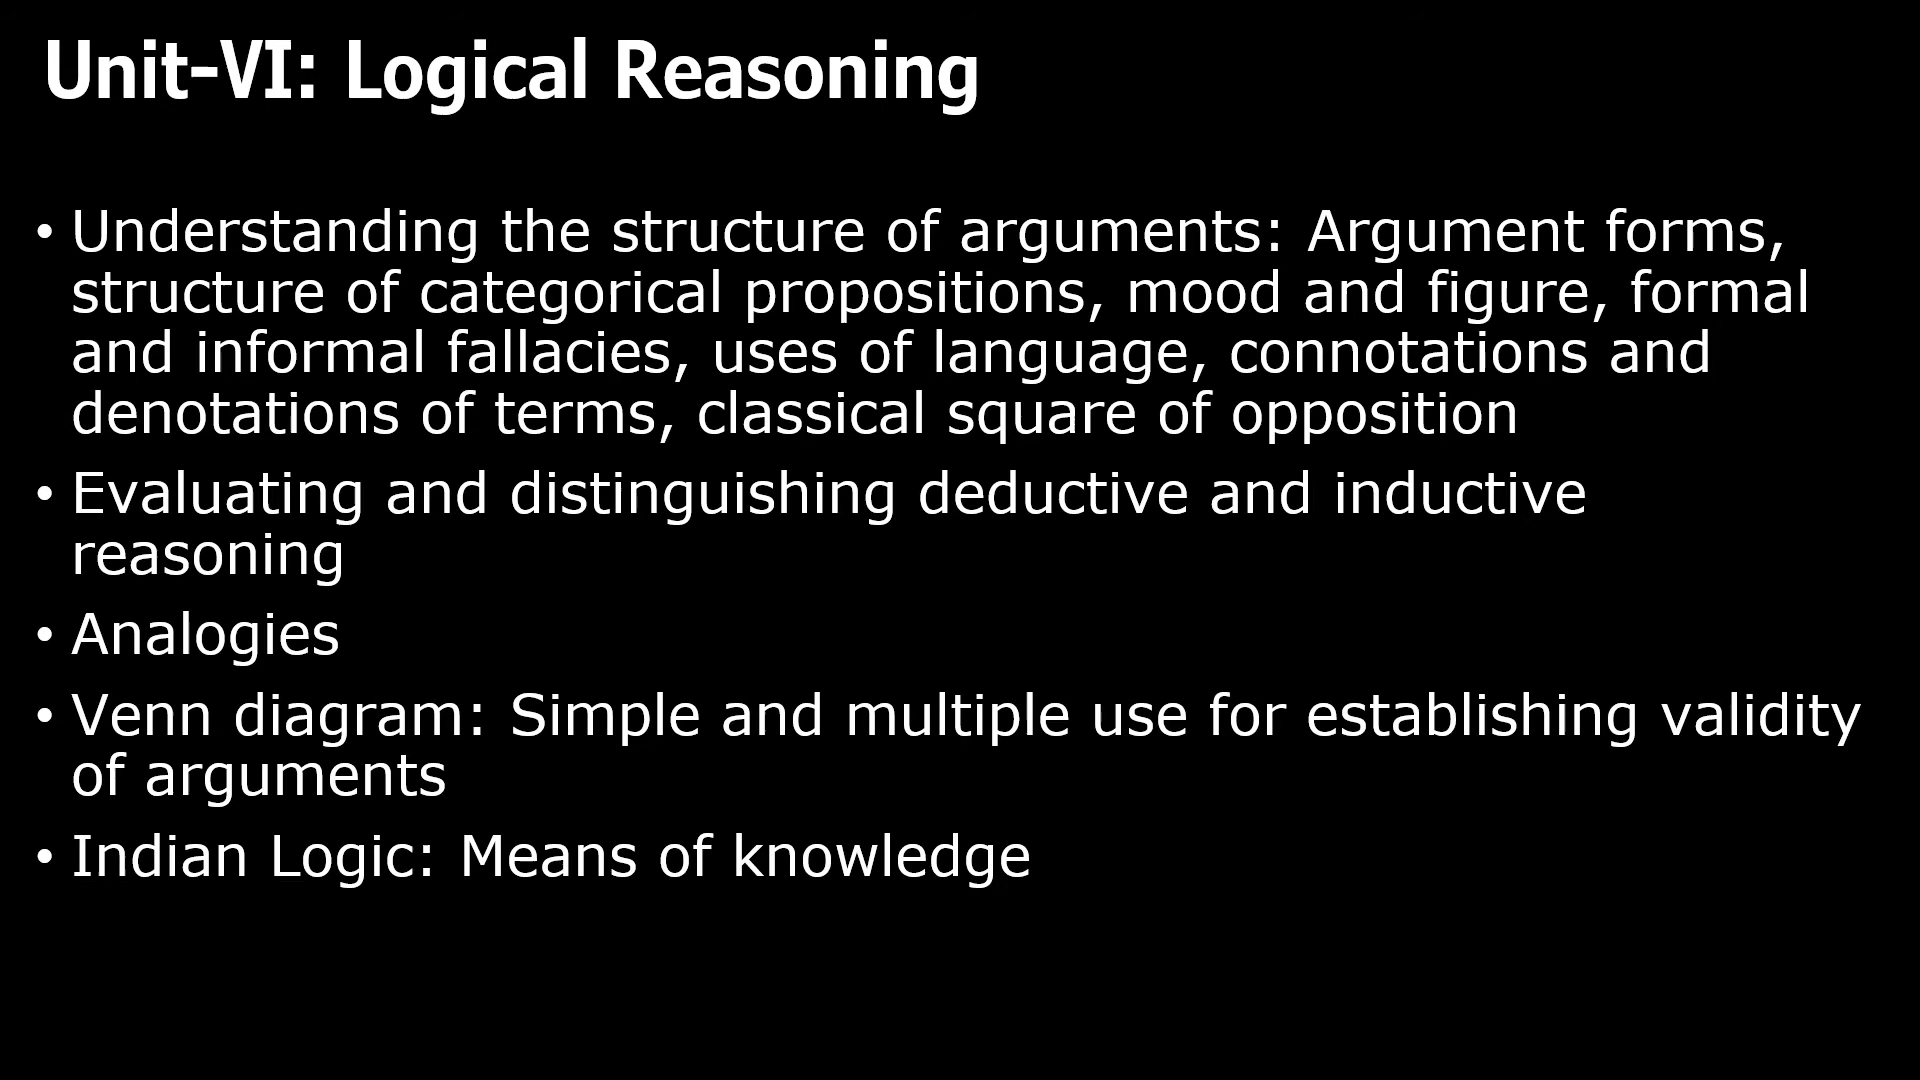 Unit-VI: Logical Reasoning
• Understanding the structure of arguments: Argument forms,
structure of categorical propositions, mood and figure, formal
and informal fallacies, uses of language, connotations and
denotations of terms, classical square of opposition
• Evaluating and distinguishing deductive and inductive
reasoning
• Analogies
• Venn diagram: Simple and multiple use for establishing validity
of arguments
• Indian Logic: Means of knowledge